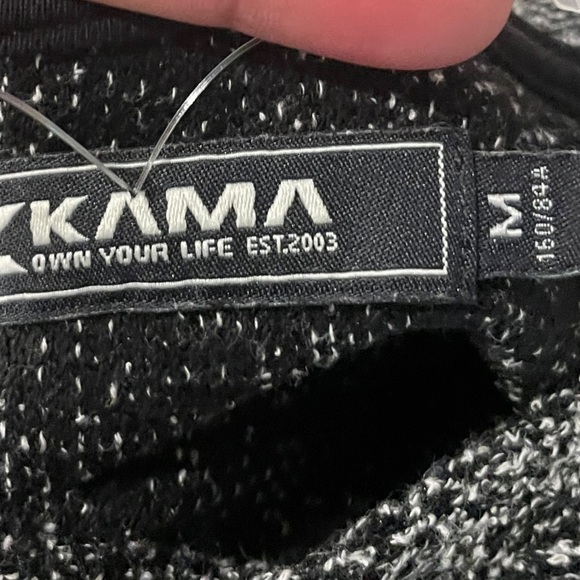 KAMA
OWN YOUR LIFE EST.2003
M
160/84A